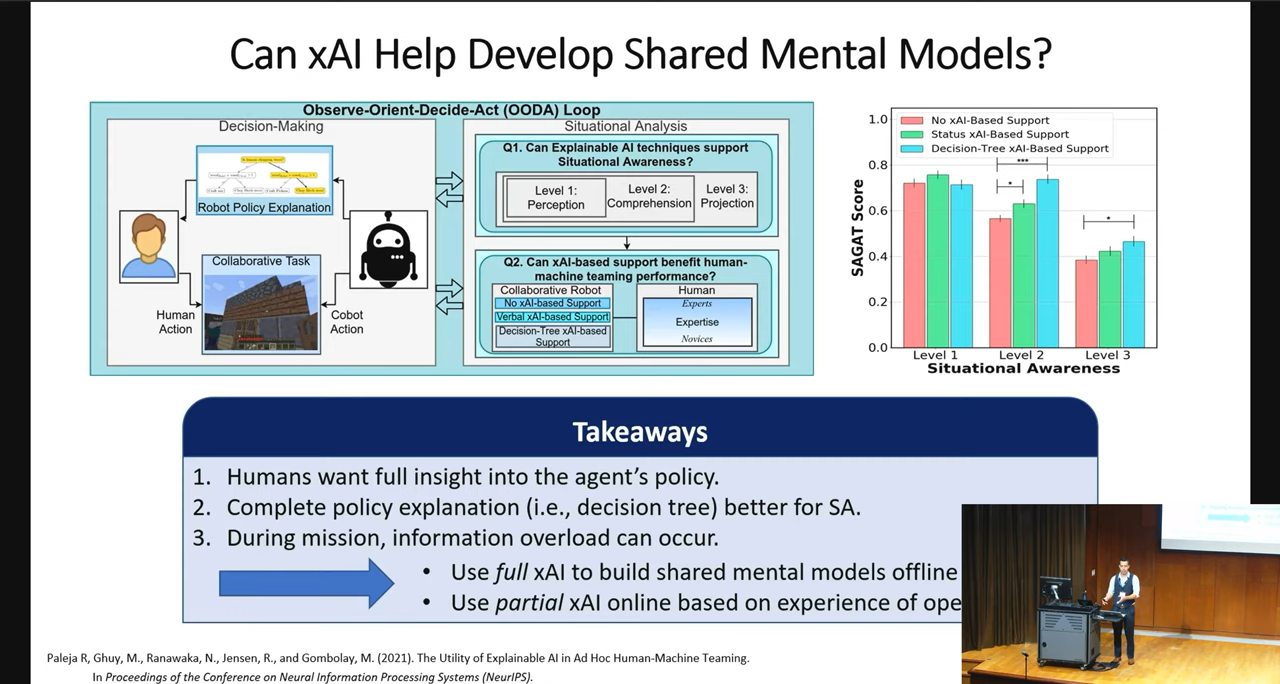 Can xAI Help Develop Shared Mental Models?
Observe-Orient-Decide-Act (OODA) Loop
Decision-Making
Robot Policy Explanation
Collaborative Task
Human
Action
Cobot
Action
Situational Analysis
Q1. Can Explainable AI techniques support
Situational Awareness?
Level 1:
Perception
Level 2:
Comprehension
Level 3:
Projection
Q2. Can xAI-based support benefit human-
machine teaming performance?
Collaborative Robot
No xAI-based Support
Verbal xAI-based Support
Decision-Tree xAI-based
Support
Human
Experts
Expertise
Novices
No xAI-Based Support
Status xAI-Based Support
Decision-Tree xAI-Based Support
SAGAT Score
1.0
0.8
0.6
0.4
0.2
0.0
***
*
*
Level 1
Level 2
Level 3
Situational Awareness
Takeaways
1. Humans want full insight into the agent's policy.
2. Complete policy explanation (i.e., decision tree) better for SA.
3. During mission, information overload can occur.
• Use full xAI to build shared mental models offline
• Use partial xAI online based on experience of ope
Paleja R, Ghuy, M., Ranawaka, N., Jensen, R., and Gombolay, M. (2021). The Utility of Explainable AI in Ad Hoc Human-Machine Teaming.
In Proceedings of the Conference on Neural Information Processing Systems (NeurIPS).